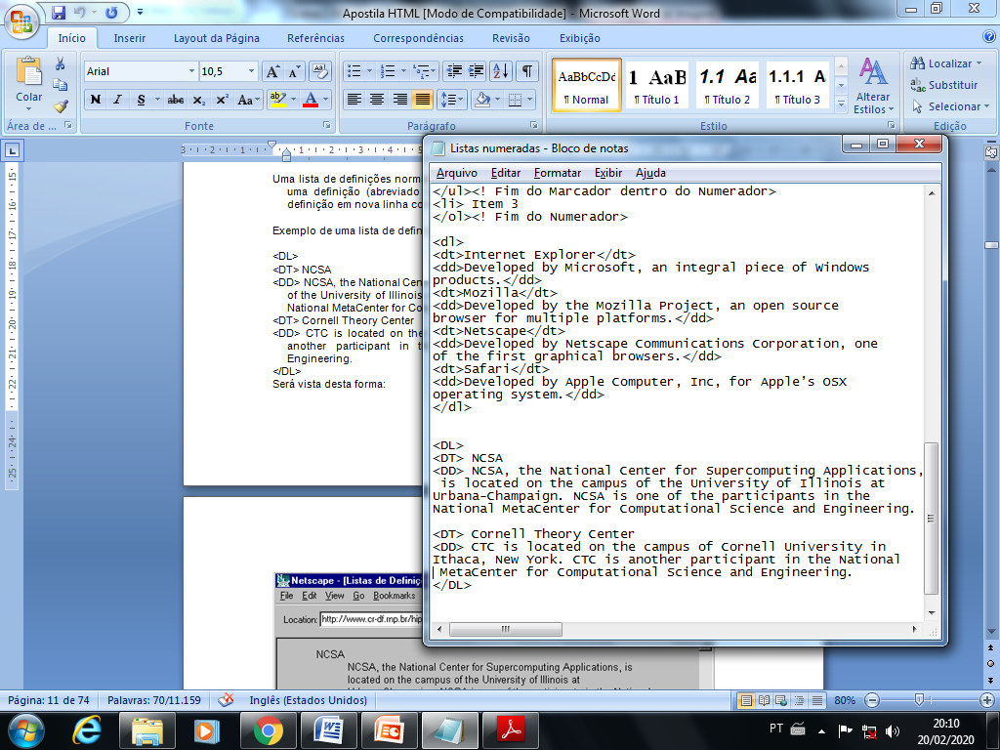 Apostila HTML [Modo de Compatibilidade] - Microsoft Word
Início Inserir Layout da Página Referências Correspondências Revisão Exibição
Colar
Área de...
Arial 10,5
N I S abc x₂ x² Aa
Fonte
Parágrafo
AaBbCcDd 1 AaB 1.1 Aa 1.1.1 A
¶ Normal ¶ Título 1 ¶ Título 2 ¶ Título 3
Estilo
Alterar
Estilos
Localizar
Substituir
Selecionar
Edição
Uma lista de definições
uma definição (abreviado
definição em nova linha
Exemplo de uma lista de
<DL>
<DT> NCSA
<DD> NCSA, the National
of the University of Illinois
National MetaCenter for
<DT> Cornell Theory Center
<DD> CTC is located on
another participant in
Engineering.
</DL>
Será vista desta forma:
Netscape - [Listas de
File Edit View Go Bookmarks
Location: http://www.cr-df.rnp.br/
NCSA
NCSA, the National Center for Supercomputing Applications, is
located on the campus of the University of Illinois at
Listas numeradas - Bloco de notas
Arquivo Editar Formatar Exibir Ajuda
</ul><! Fim do Marcador dentro do Numerador>
<li> Item 3
</ol><! Fim do Numerador>
<dl>
<dt>Internet Explorer</dt>
<dd>Developed by Microsoft, an integral piece of Windows
products.</dd>
<dt>Mozilla</dt>
<dd>Developed by the Mozilla Project, an open source
browser for multiple platforms.</dd>
<dt>Netscape</dt>
<dd>Developed by Netscape Communications Corporation, one
of the first graphical browsers.</dd>
<dt>Safari</dt>
<dd>Developed by Apple Computer, Inc, for Apple’s OSX
operating system.</dd>
</dl>
<DL>
<DT> NCSA
<DD> NCSA, the National Center for Supercomputing Applications,
is located on the campus of the University of Illinois at
Urbana-Champaign. NCSA is one of the participants in the
National MetaCenter for Computational Science and Engineering.
<DT> Cornell Theory Center
<DD> CTC is located on the campus of Cornell University in
Ithaca, New York. CTC is another participant in the National
MetaCenter for Computational Science and Engineering.
</DL>
Página: 11 de 74 Palavras: 70/11.159 Inglês (Estados Unidos) 80%
PT 20:10
20/02/2020